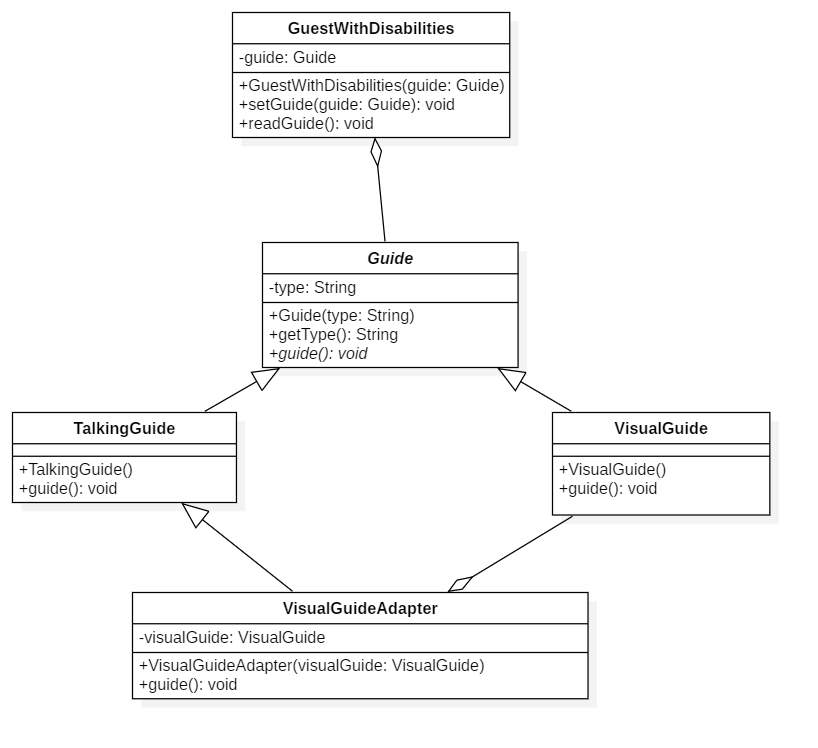 GuestWithDisabilities
-guide: Guide
+GuestWithDisabilities(guide: Guide)
+setGuide(guide: Guide): void
+readGuide(): void
Guide
-type: String
+Guide(type: String)
+getType(): String
+guide(): void
TalkingGuide
+TalkingGuide()
+guide(): void
VisualGuide
+VisualGuide()
+guide(): void
VisualGuideAdapter
-visualGuide: VisualGuide
+VisualGuideAdapter(visualGuide: VisualGuide)
+guide(): void